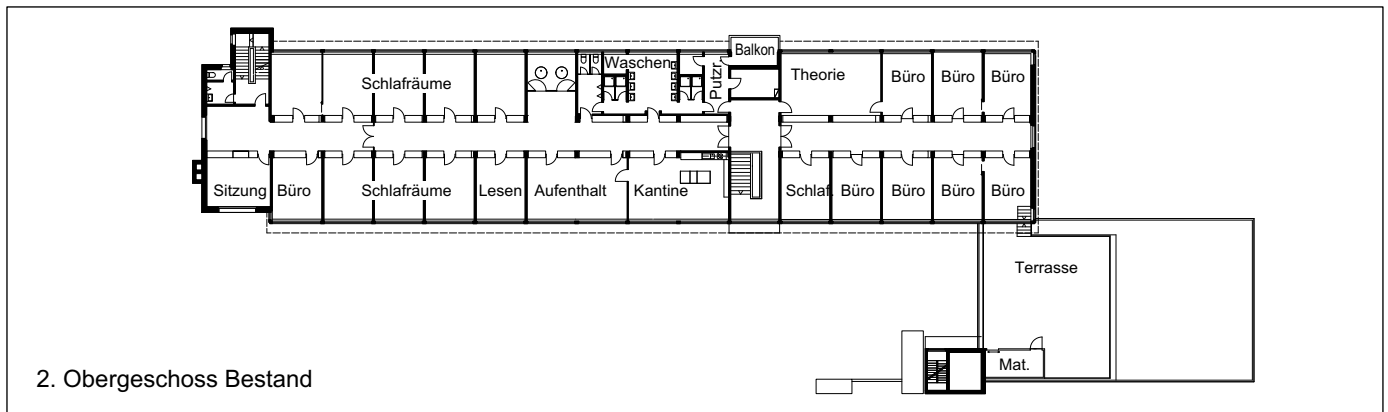 Balkon
Waschen
Putzr.
Schlafräume
Theorie
Büro
Büro
Büro
Sitzung
Büro
Schlafräume
Lesen
Aufenthalt
Kantine
Schlaf.
Büro
Büro
Büro
Büro
Terrasse
Mat.
2. Obergeschoss Bestand